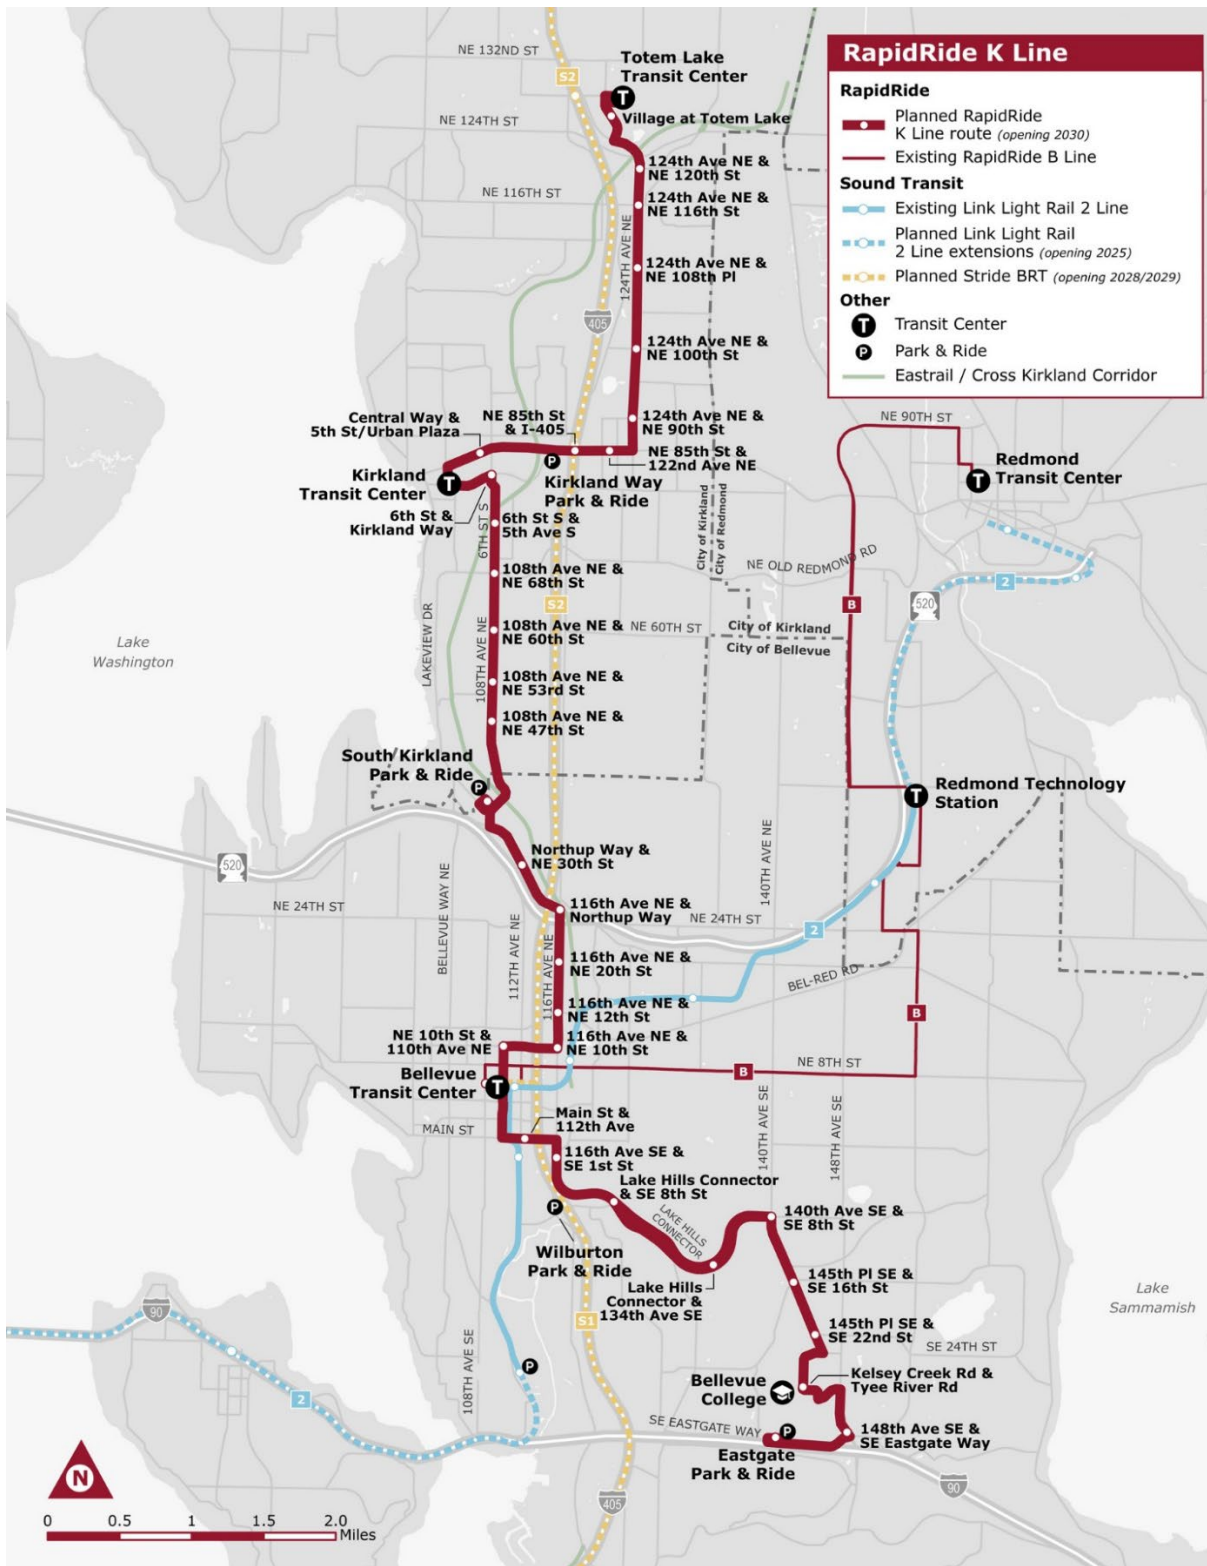 RapidRide K Line
RapidRide
Planned RapidRide
K Line route (opening 2030)
Existing RapidRide B Line
Sound Transit
Existing Link Light Rail 2 Line
Planned Link Light Rail
2 Line extensions (opening 2025)
Planned Stride BRT (opening 2028/2029)
Other
T
Transit Center
P
Park & Ride
Eastrail / Cross Kirkland Corridor
NE 132ND ST
Totem Lake
Transit Center
S2
T
Village at Totem Lake
NE 124TH ST
124th Ave NE &
NE 120th St
NE 116TH ST
124th Ave NE &
NE 116th St
124TH AVE NE
124th Ave NE &
NE 108th Pl
405
124th Ave NE &
NE 100th St
Central Way &
5th St/Urban Plaza
NE 85th St
& I-405
124th Ave NE &
NE 90th St
NE 90TH ST
NE 85th St &
122nd Ave NE
P
Kirkland
Transit Center
T
Kirkland Way
Park & Ride
Redmond
Transit Center
T
6th St &
Kirkland Way
6TH ST S
6th St S &
5th Ave S
City of Kirkland
City of Redmond
NE OLD REDMOND RD
108th Ave NE &
NE 68th St
2
S2
B
520
LAKEVIEW DR
108TH AVE NE
108th Ave NE &
NE 60th St
NE 60TH ST
City of Kirkland
City of Bellevue
Lake
Washington
108th Ave NE &
NE 53rd St
108th Ave NE &
NE 47th St
South Kirkland
Park & Ride
P
Redmond Technology
Station
T
520
Northup Way &
NE 30th St
140TH AVE NE
NE 24TH ST
BELLEVUE WAY NE
112TH AVE NE
116TH AVE NE
116th Ave NE &
Northup Way
NE 24TH ST
2
116th Ave NE &
NE 20th St
BEL-RED RD
116th Ave NE &
NE 12th St
B
NE 10th St &
110th Ave NE
116th Ave NE &
NE 10th St
NE 8TH ST
B
Bellevue
Transit Center
T
MAIN ST
Main St &
112th Ave
140TH AVE SE
148TH AVE SE
116th Ave SE &
SE 1st St
Lake Hills Connector
& SE 8th St
P
LAKE HILLS
CONNECTOR
140th Ave SE &
SE 8th St
Wilburton
Park & Ride
Lake Hills
Connector &
134th Ave SE
145th Pl SE &
SE 16th St
Lake
Sammamish
90
S1
145th Pl SE &
SE 22nd St
SE 24TH ST
108TH AVE SE
P
2
Bellevue
College
Kelsey Creek Rd &
Tyee River Rd
SE EASTGATE WAY
P
148th Ave SE &
SE Eastgate Way
Eastgate
Park & Ride
90
405
N
0 0.5 1 1.5 2.0
Miles